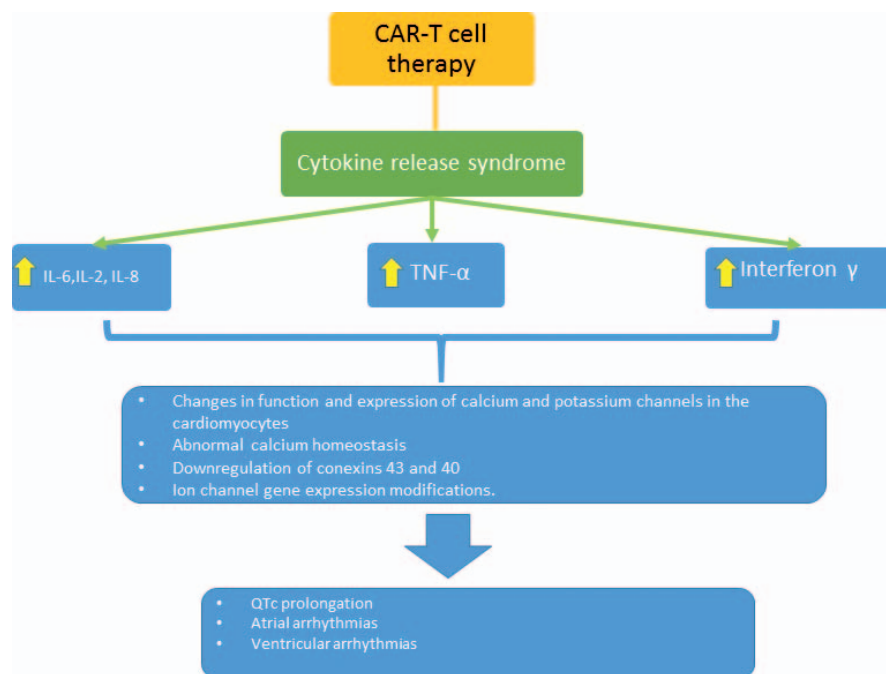 CAR-T cell
therapy
Cytokine release syndrome
IL-6,IL-2, IL-8
TNF-α
Interferon γ
• Changes in function and expression of calcium and potassium channels in the
cardiomyocytes
• Abnormal calcium homeostasis
• Downregulation of conexins 43 and 40
• Ion channel gene expression modifications.
• QTc prolongation
• Atrial arrhythmias
• Ventricular arrhythmias